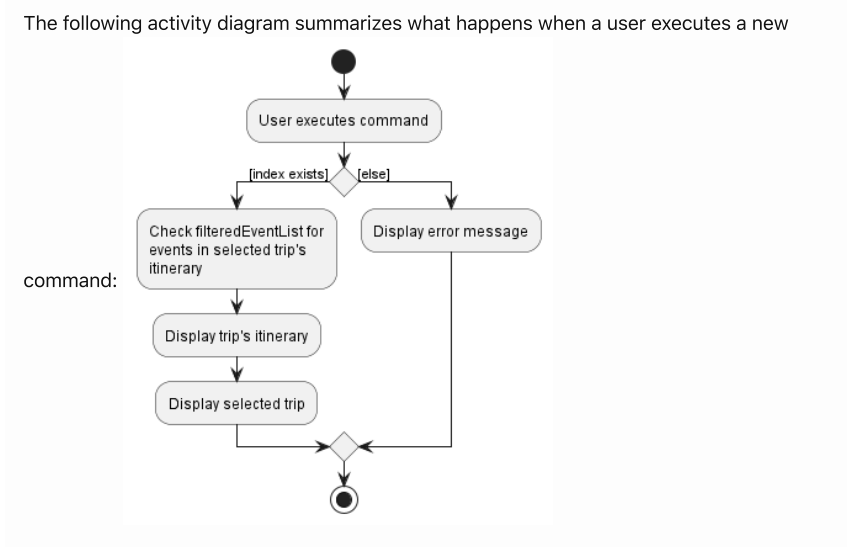 The following activity diagram summarizes what happens when a user executes a new
User executes command
[index exists]
[else]
Check filteredEventList for
events in selected trip's
itinerary
Display error message
command:
Display trip's itinerary
Display selected trip